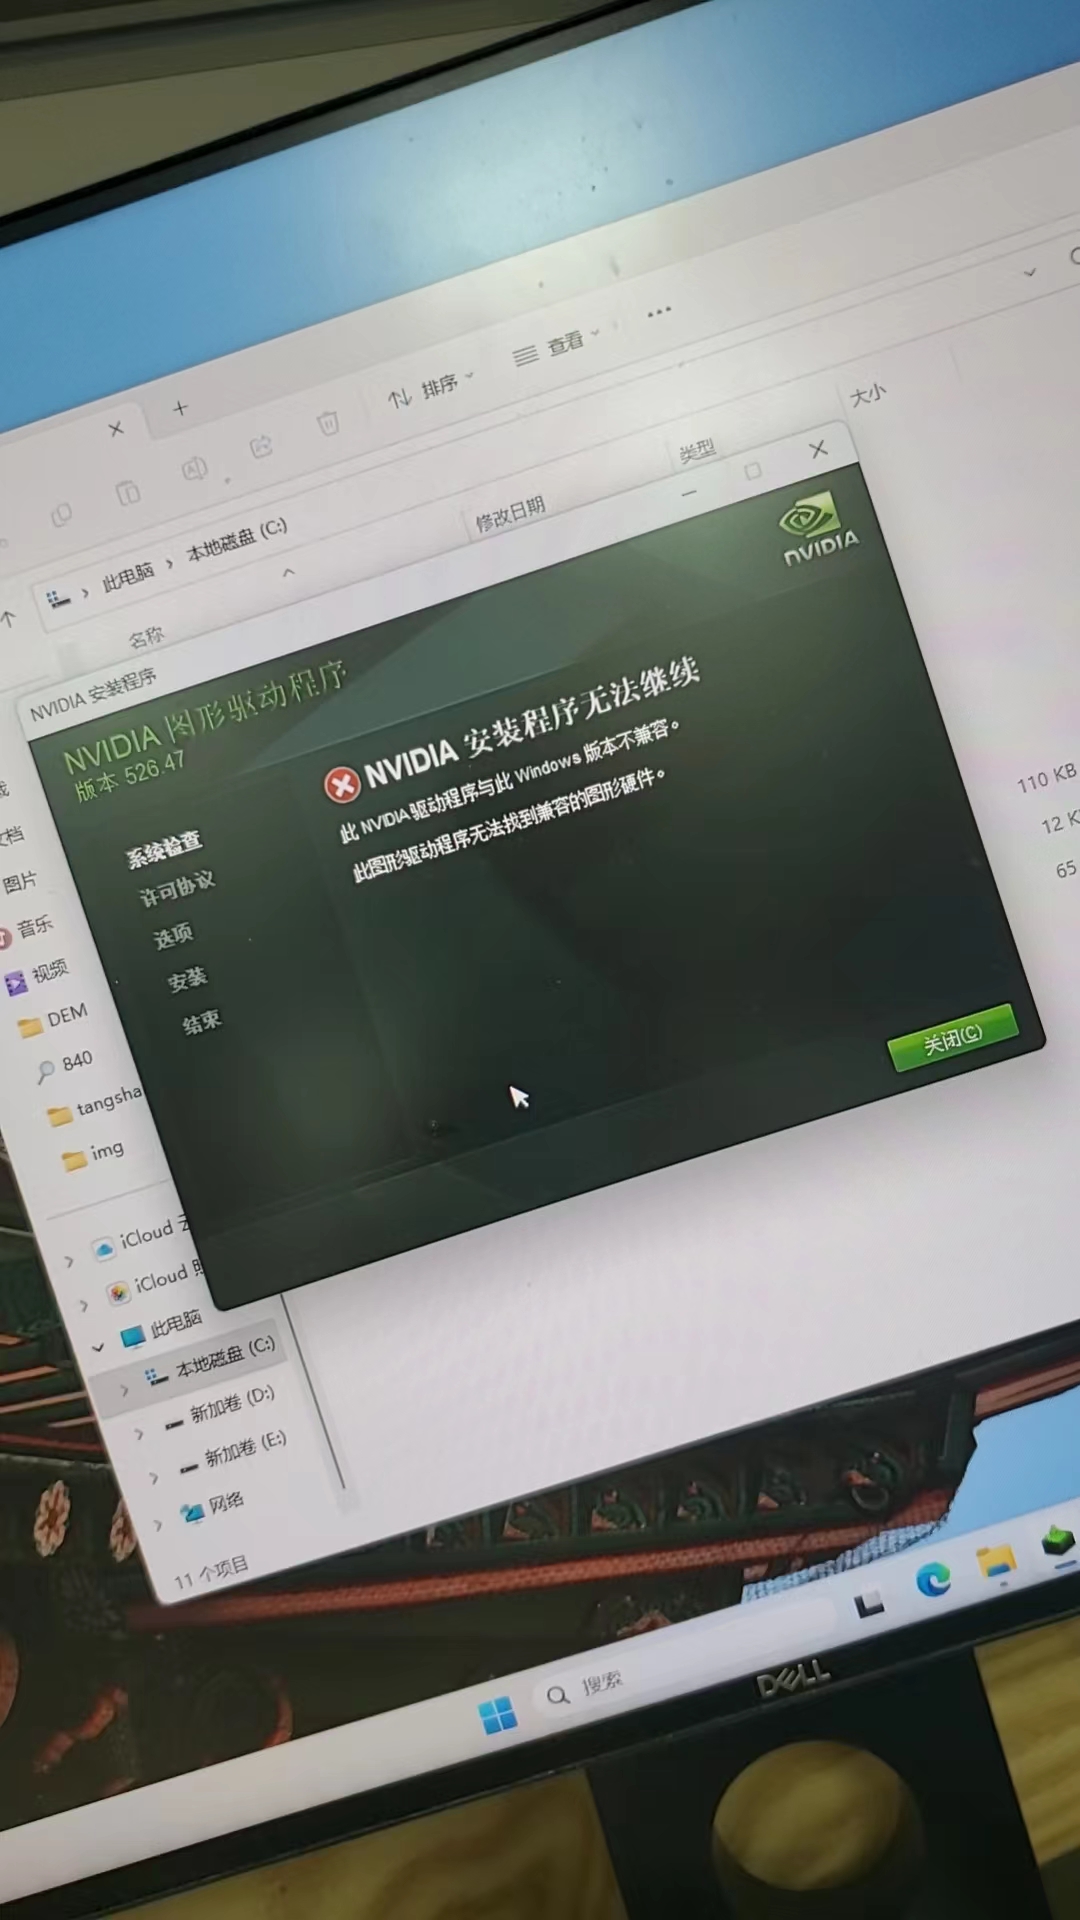 排序
查看
大小
类型
修改日期
此电脑
本地磁盘 (C:)
名称
NVIDIA 安装程序
NVIDIA
NVIDIA 图形驱动程序
版本 526.47
NVIDIA 安装程序无法继续
此 NVIDIA 驱动程序与此 Windows 版本不兼容。
此图形驱动程序无法找到兼容的图形硬件。
系统检查
许可协议
选项
安装
结束
关闭(C)
110 KB
12 K
65
图片
音乐
视频
DEM
840
tangsha
img
iCloud
iCloud
此电脑
本地磁盘 (C:)
新加卷 (D:)
新加卷 (E:)
网络
11 个项目
搜索
DELL